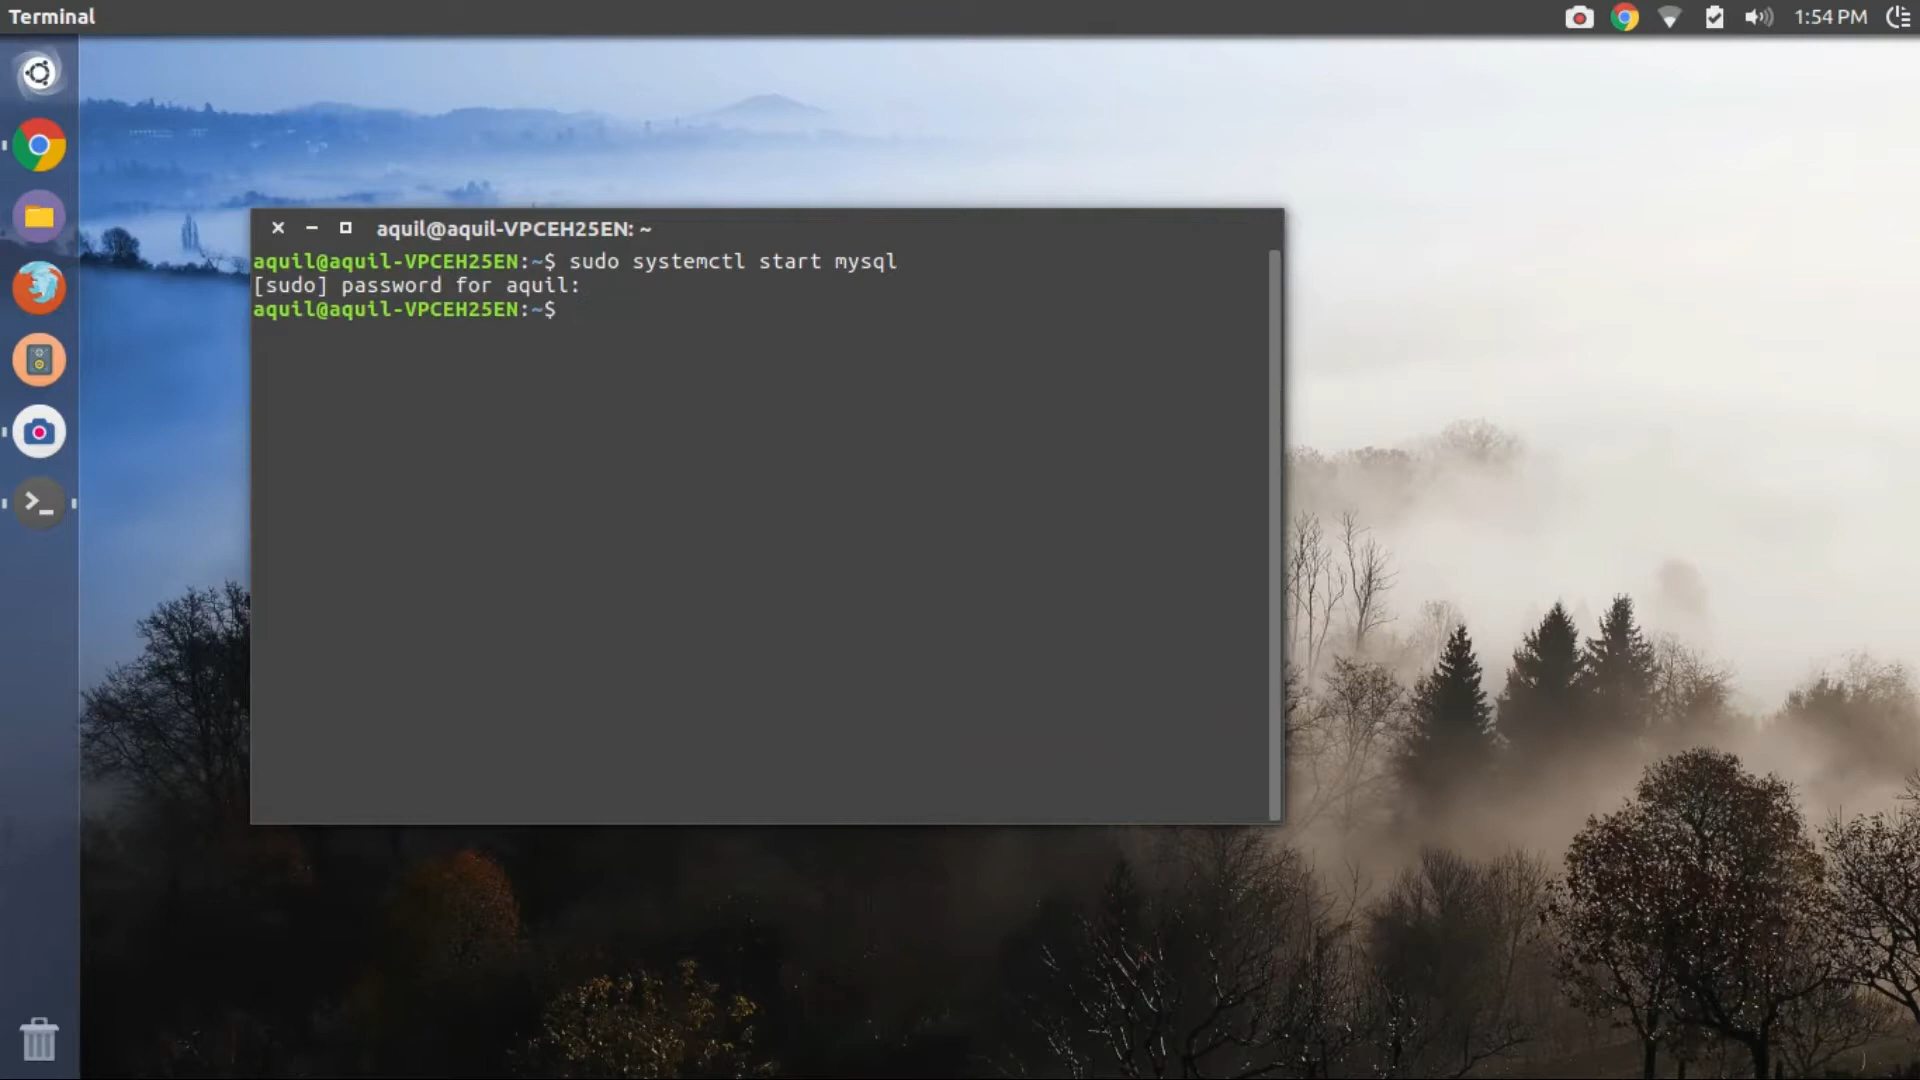 Terminal
1:54 PM
aquil@aquil-VPCEH25EN: ~
aquil@aquil-VPCEH25EN:~$ sudo systemctl start mysql
[sudo] password for aquil:
aquil@aquil-VPCEH25EN:~$